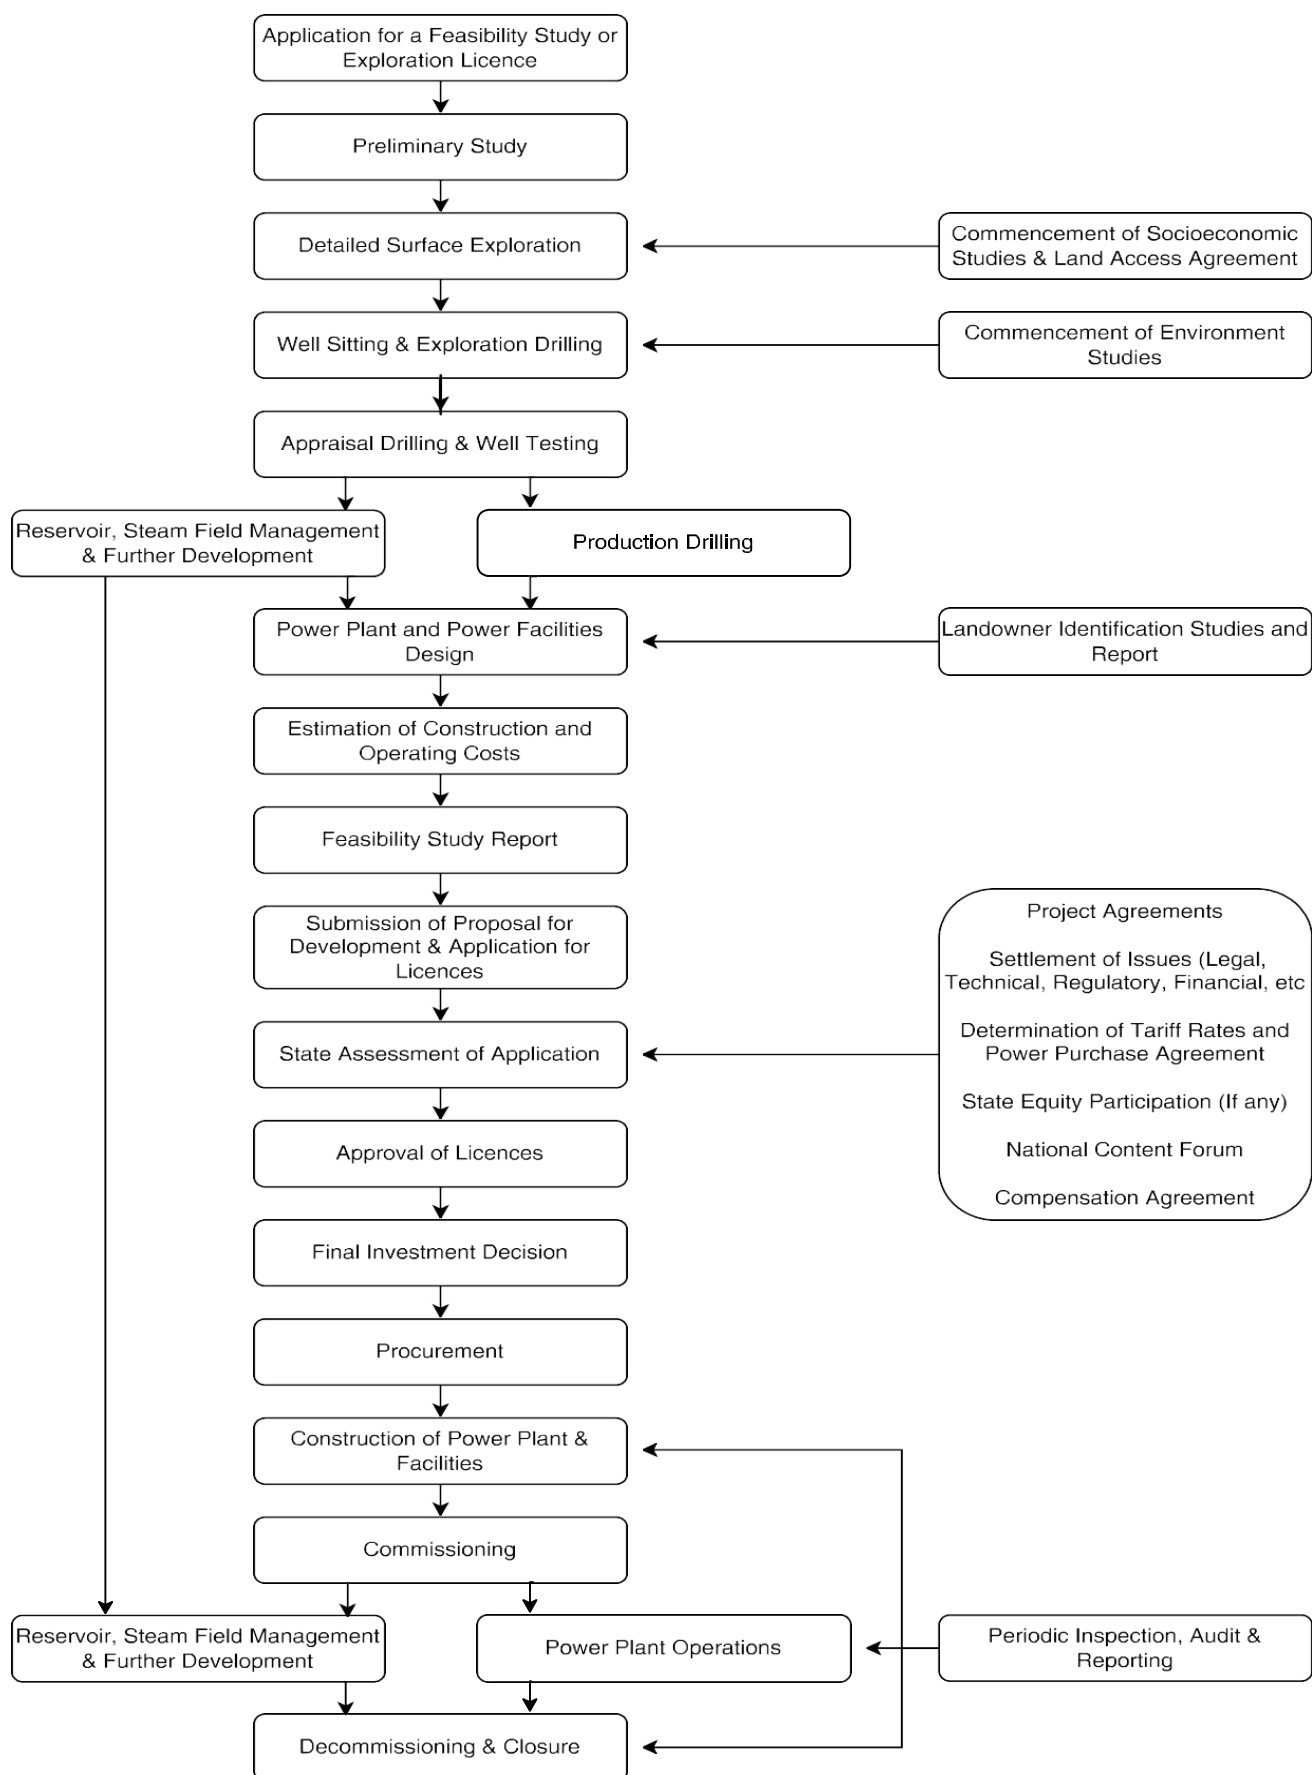 Application for a Feasibility Study or
Exploration Licence
Preliminary Study
Detailed Surface Exploration
Commencement of Socioeconomic
Studies & Land Access Agreement
Well Sitting & Exploration Drilling
Commencement of Environment
Studies
Appraisal Drilling & Well Testing
Reservoir, Steam Field Management
& Further Development
Production Drilling
Power Plant and Power Facilities
Design
Landowner Identification Studies and
Report
Estimation of Construction and
Operating Costs
Feasibility Study Report
Submission of Proposal for
Development & Application for
Licences
Project Agreements
Settlement of Issues (Legal,
Technical, Regulatory, Financial, etc
Determination of Tariff Rates and
Power Purchase Agreement
State Equity Participation (If any)
National Content Forum
Compensation Agreement
State Assessment of Application
Approval of Licences
Final Investment Decision
Procurement
Construction of Power Plant &
Facilities
Commissioning
Reservoir, Steam Field Management
& Further Development
Power Plant Operations
Periodic Inspection, Audit &
Reporting
Decommissioning & Closure